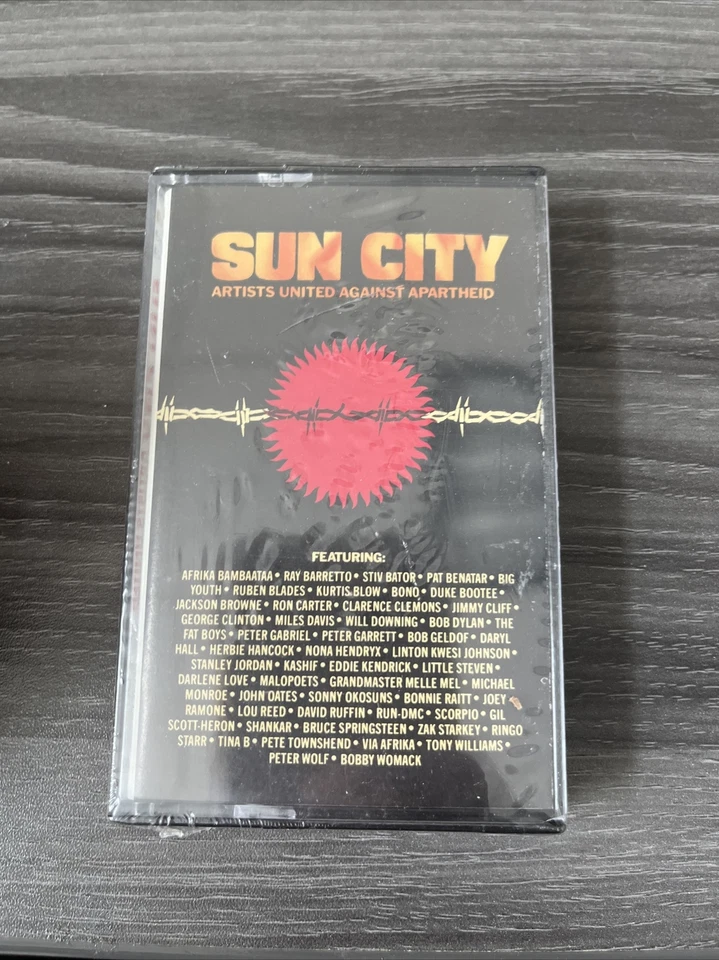 SUN CITY
ARTISTS UNITED AGAINST APARTHEID
FEATURING:
AFRIKA BAMBAATAA • RAY BARRETTO • STIV BATOR • PAT BENATAR • BIG
YOUTH • RUBEN BLADES • KURTIS BLOW • BONO • DUKE BOOTEE •
JACKSON BROWNE • RON CARTER • CLARENCE CLEMONS • JIMMY CLIFF •
GEORGE CLINTON • MILES DAVIS • WILL DOWNING • BOB DYLAN • THE
FAT BOYS • PETER GABRIEL • PETER GARRETT • BOB GELDOF • DARYL
HALL • HERBIE HANCOCK • NONA HENDRYX • LINTON KWESI JOHNSON •
STANLEY JORDAN • KASHIF • EDDIE KENDRICK • LITTLE STEVEN •
DARLENE LOVE • MALOPOETS • GRANDMASTER MELLE MEL • MICHAEL
MONROE • JOHN OATES • SONNY OKOSUNS • BONNIE RAITT • JOEY
RAMONE • LOU REED • DAVID RUFFIN • RUN-DMC • SCORPIO • GIL
SCOTT-HERON • SHANKAR • BRUCE SPRINGSTEEN • ZAK STARKEY • RINGO
STARR • TINA B • PETE TOWNSHEND • VIA AFRIKA • TONY WILLIAMS •
PETER WOLF • BOBBY WOMACK